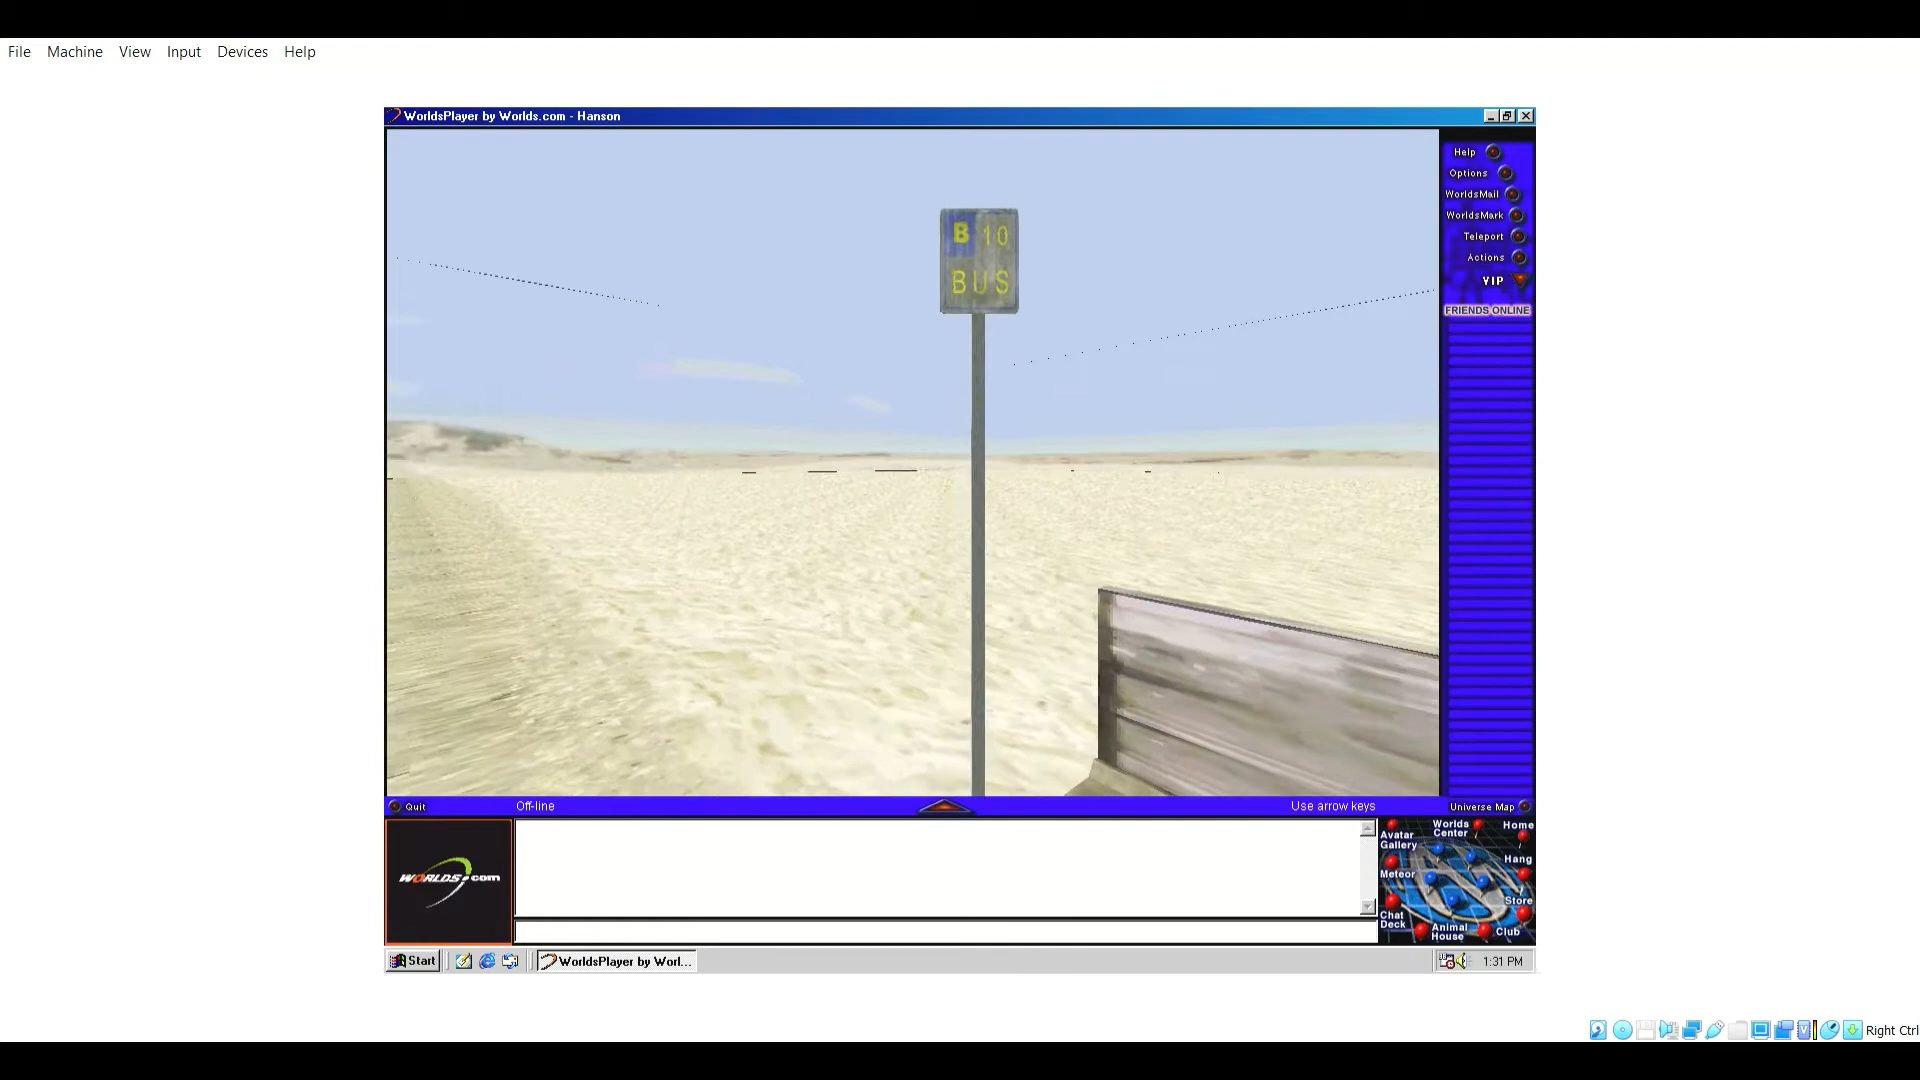 File Machine View Input Devices Help
WorldsPlayer by Worlds.com - Hanson
Help
Options
WorldsMail
WorldsMark
Teleport
Actions
VIP
FRIENDS ONLINE
B 10
BUS
Quit
Off-line
Use arrow keys
Universe Map
WORLDS.com
Avatar
Gallery
Worlds
Center
Home
Meteor
Hang
Store
Chat
Deck
Animal
House
Club
Start
WorldsPlayer by Worl...
1:31 PM
Right Ctrl